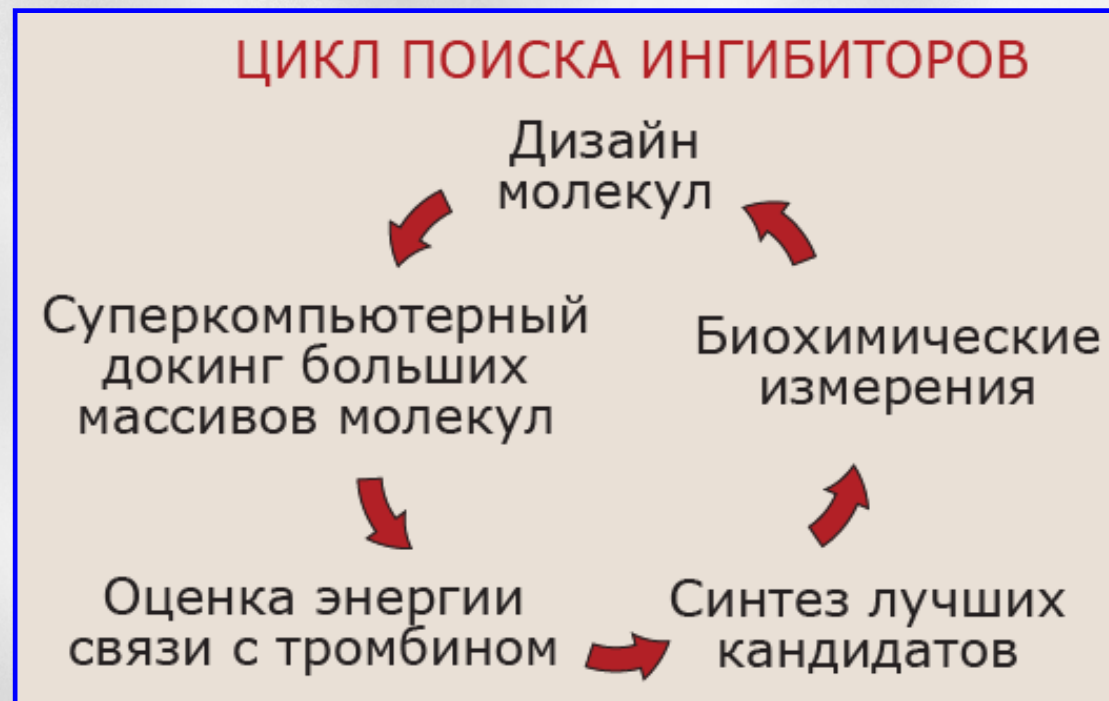 ЦИКЛ ПОИСКА ИНГИБИТОРОВ
Дизайн
молекул
Суперкомпьютерный
докинг больших
массивов молекул
Оценка энергии
связи с тромбином
Синтез лучших
кандидатов
Биохимические
измерения